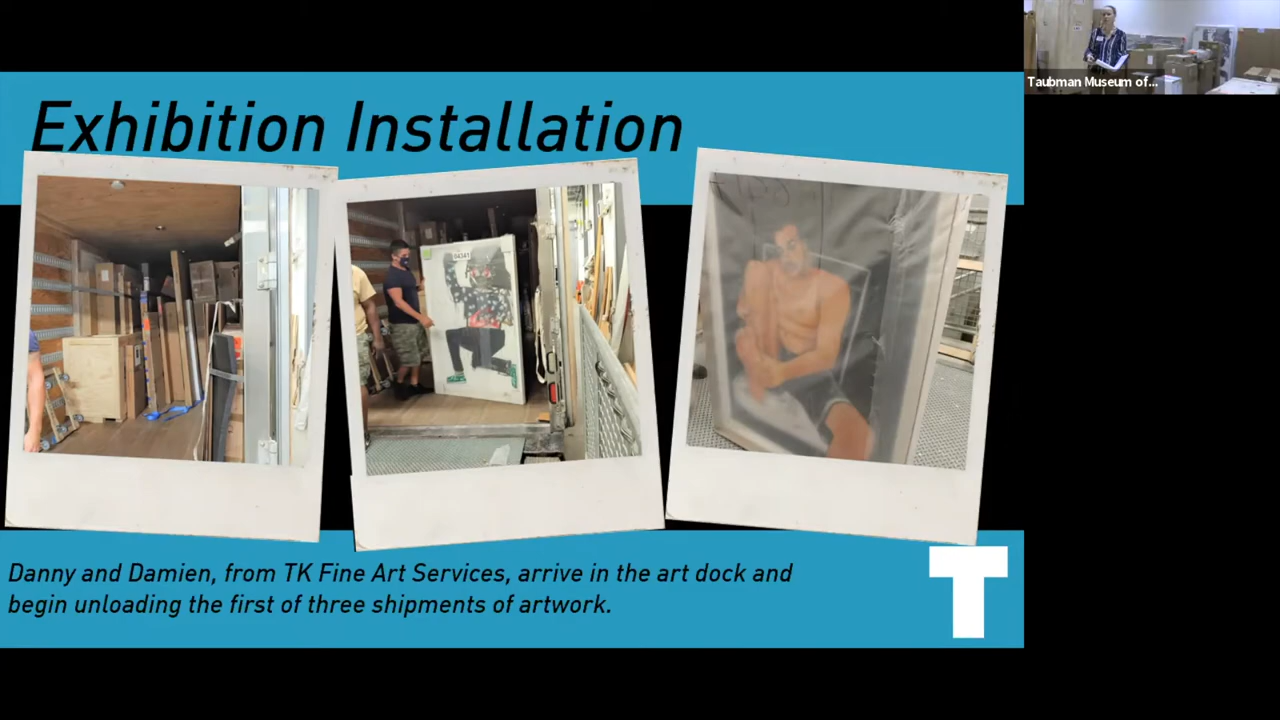 Exhibition Installation
Taubman Museum of...
04341
Danny and Damien, from TK Fine Art Services, arrive in the art dock and
begin unloading the first of three shipments of artwork.
T